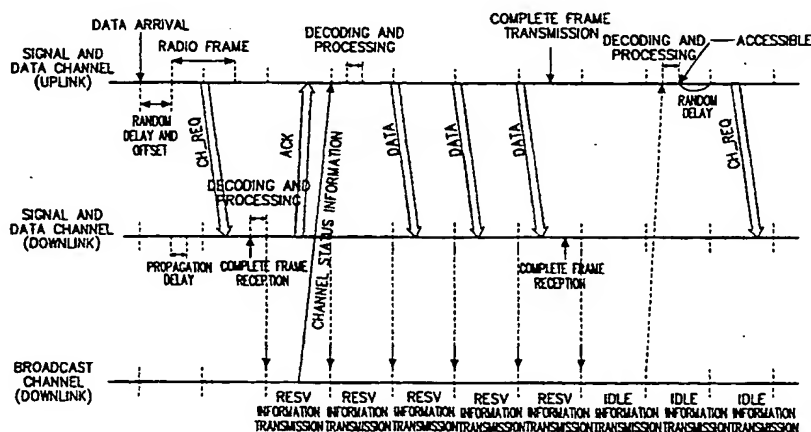 DATA ARRIVAL
RADIO FRAME
DECODING AND
PROCESSING
COMPLETE FRAME
TRANSMISSION
DECODING AND
PROCESSING
ACCESSIBLE
SIGNAL AND
DATA CHANNEL
(UPLINK)
RANDOM
DELAY AND
OFFSET
CH_REQ
ACK
CHANNEL STATUS INFORMATION
DATA
DATA
DATA
RANDOM
DELAY
CH_REQ
DECODING AND
PROCESSING
SIGNAL AND
DATA CHANNEL
(DOWNLINK)
PROPAGATION
DELAY
COMPLETE FRAME
RECEPTION
COMPLETE FRAME
RECEPTION
BROADCAST
CHANNEL
(DOWNLINK)
RESV RESV RESV RESV RESV IDLE IDLE IDLE
INFORMATION INFORMATION INFORMATION INFORMATION INFORMATION INFORMATION INFORMATION INFORMATION
TRANSMISSION TRANSMISSION TRANSMISSION TRANSMISSION TRANSMISSION TRANSMISSION TRANSMISSION TRANSMISSION